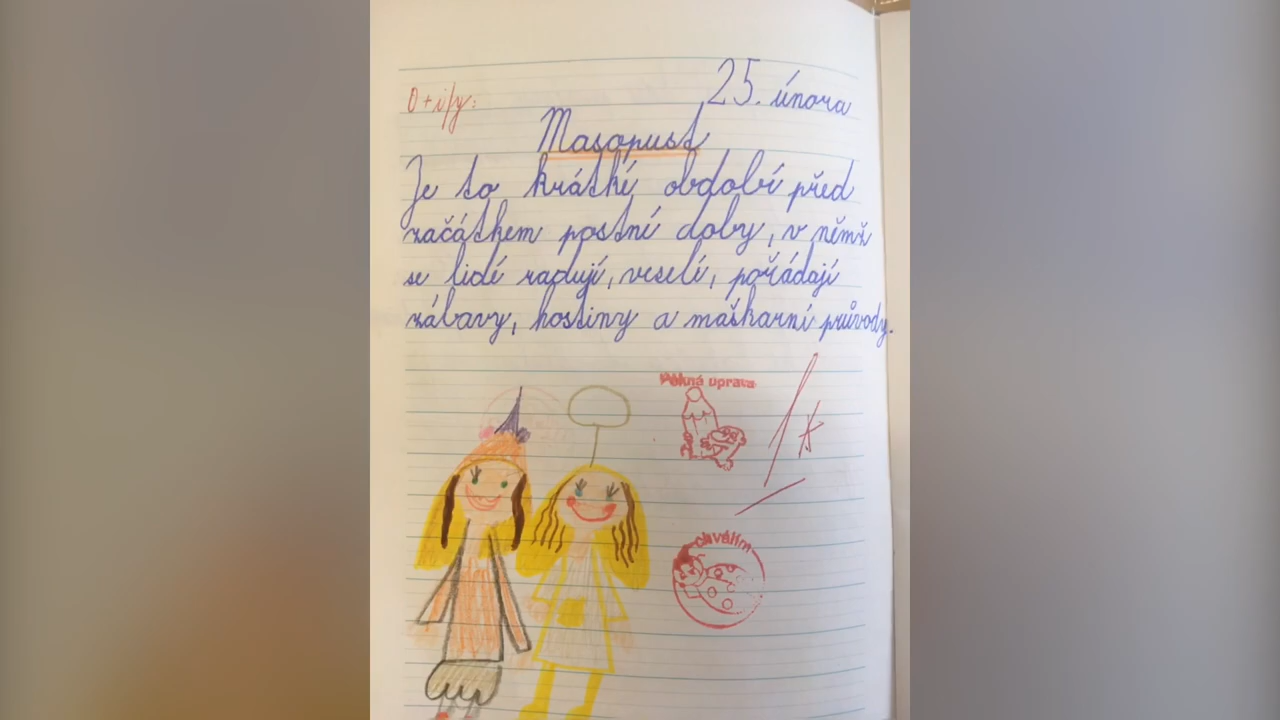 25. února
Masopust
Je to krátké období před
začátkem postní doby, v němž
se lidé radují, veselí, pořádají
zábavy, hostiny a maškarní průvody.
Pěkná úprava
chválím